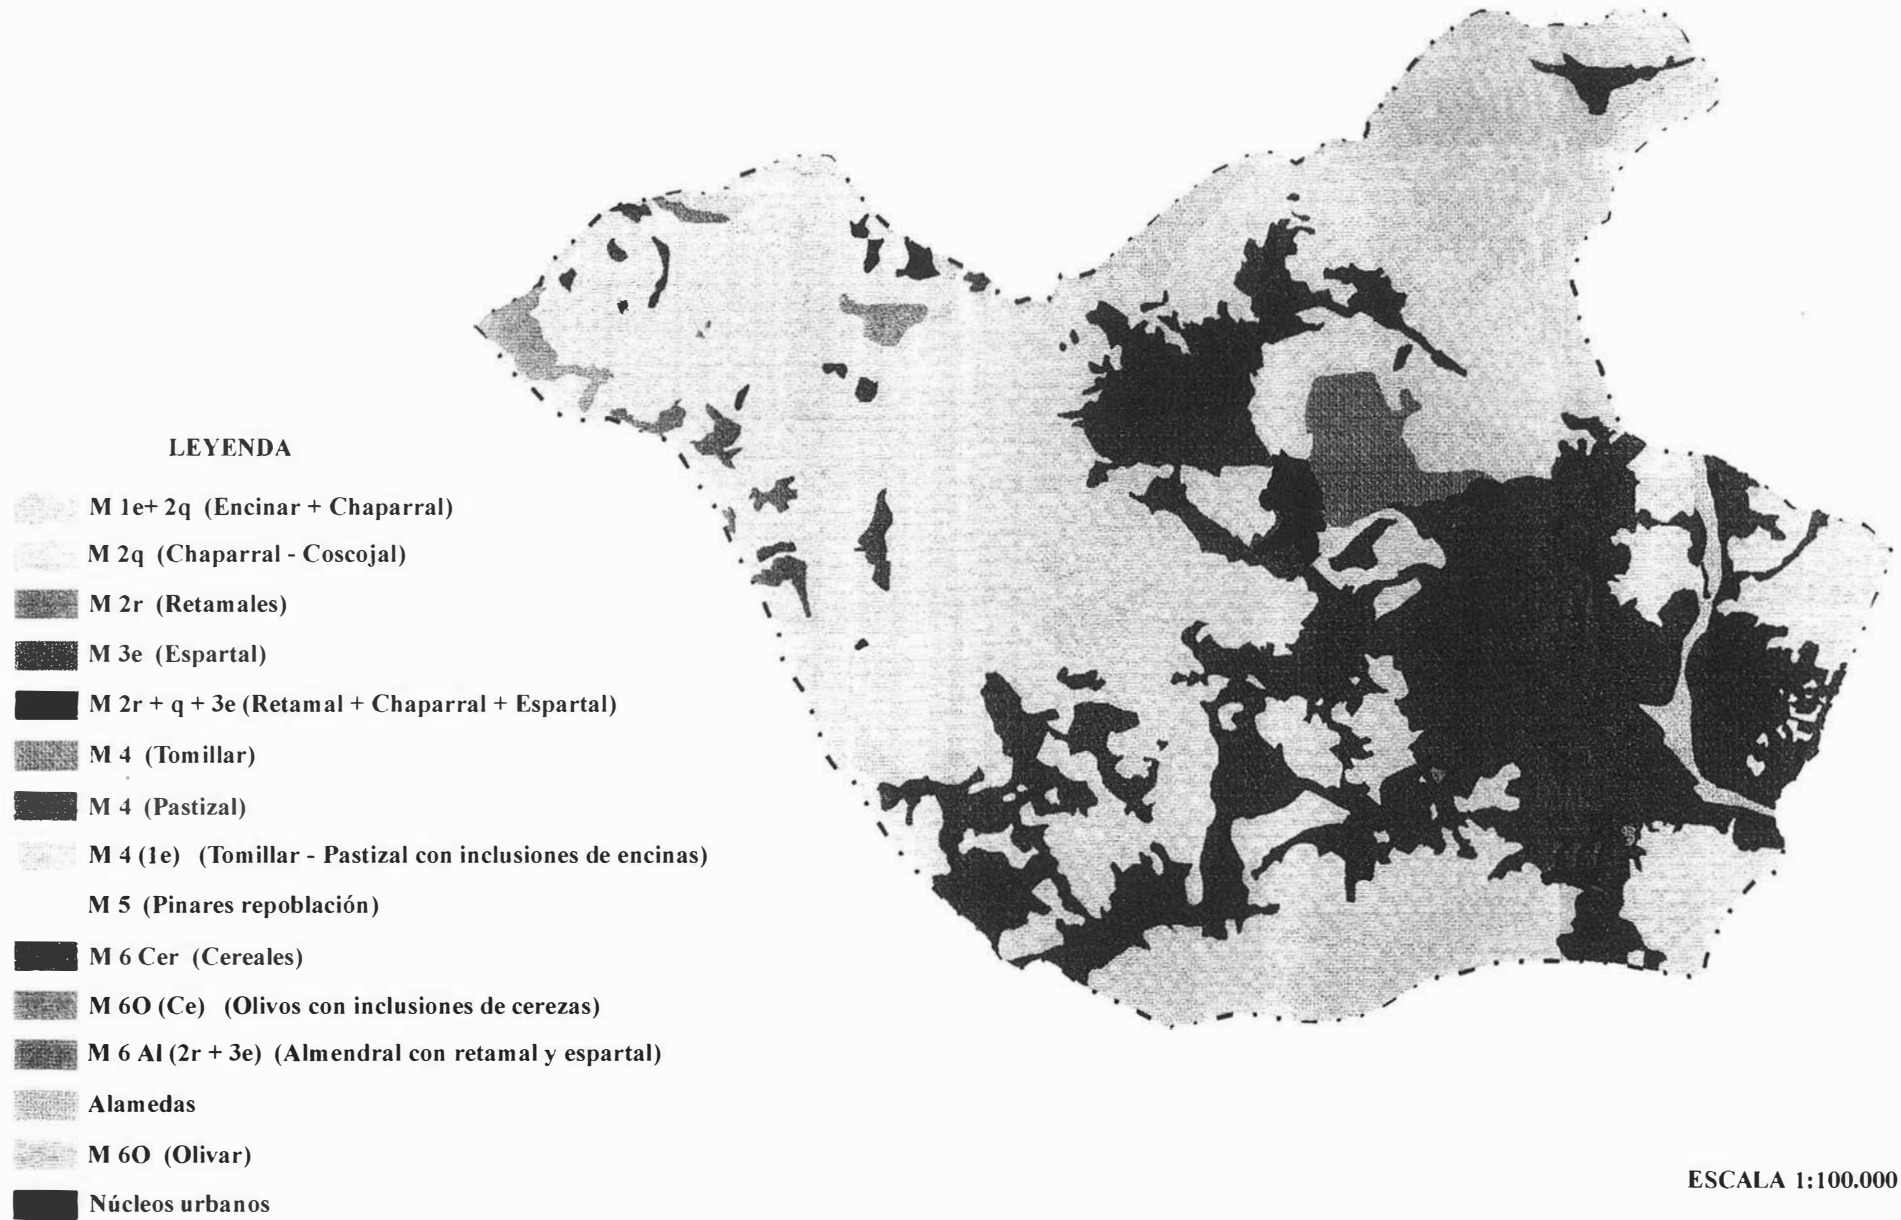 LEYENDA
M 1e+ 2q (Encinar + Chaparral)
M 2q (Chaparral - Coscojal)
M 2r (Retamales)
M 3e (Espartal)
M 2r + q + 3e (Retamal + Chaparral + Espartal)
M 4 (Tomillar)
M 4 (Pastizal)
M 4 (1e) (Tomillar - Pastizal con inclusiones de encinas)
M 5 (Pinares repoblación)
M 6 Cer (Cereales)
M 6O (Ce) (Olivos con inclusiones de cerezas)
M 6 Al (2r + 3e) (Almendral con retamal y espartal)
Alamedas
M 6O (Olivar)
Núcleos urbanos
ESCALA 1:100.000